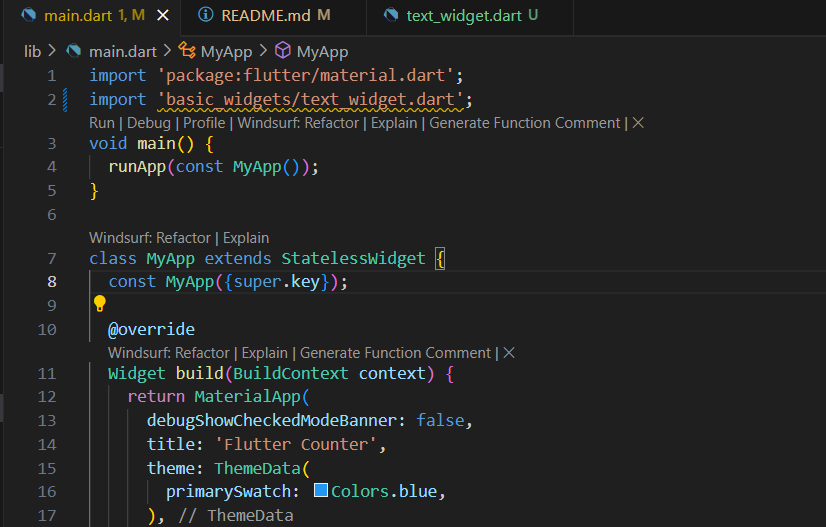 main.dart 1, M
README.md M
text_widget.dart U
lib > main.dart > MyApp > MyApp
1 import 'package:flutter/material.dart';
2 import 'basic_widgets/text_widget.dart';
Run | Debug | Profile | Windsurf: Refactor | Explain | Generate Function Comment | ×
3 void main() {
4 runApp(const MyApp());
5 }
6
Windsurf: Refactor | Explain
7 class MyApp extends StatelessWidget {
8 const MyApp({super.key});
9
10 @override
Windsurf: Refactor | Explain | Generate Function Comment | ×
11 Widget build(BuildContext context) {
12 return MaterialApp(
13 debugShowCheckedModeBanner: false,
14 title: 'Flutter Counter',
15 theme: ThemeData(
16 primarySwatch: Colors.blue,
17 ), // ThemeData